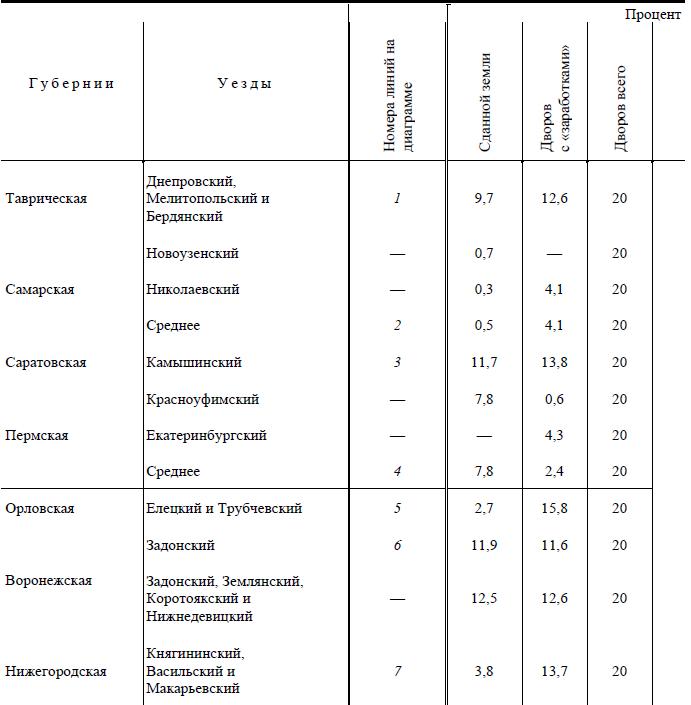 Процент
Губернии
Уезды
Номера линий на
диаграмме
Сданной земли
Дворов
с «заработками»
Дворов всего
Таврическая
Днепровский,
Мелитопольский и
Бердянский
1
9,7
12,6
20
Новоузенский
—
0,7
—
20
Самарская
Николаевский
—
0,3
4,1
20
Среднее
2
0,5
4,1
20
Саратовская
Камышинский
3
11,7
13,8
20
Красноуфимский
—
7,8
0,6
20
Пермская
Екатеринбургский
—
—
4,3
20
Среднее
4
7,8
2,4
20
Орловская
Елецкий и Трубчевский
5
2,7
15,8
20
Задонский
6
11,9
11,6
20
Воронежская
Задонский, Землянский,
Коротоякский и
Нижнедевицкий
—
12,5
12,6
20
Нижегородская
Княгининский,
Васильский и
Макарьевский
7
3,8
13,7
20